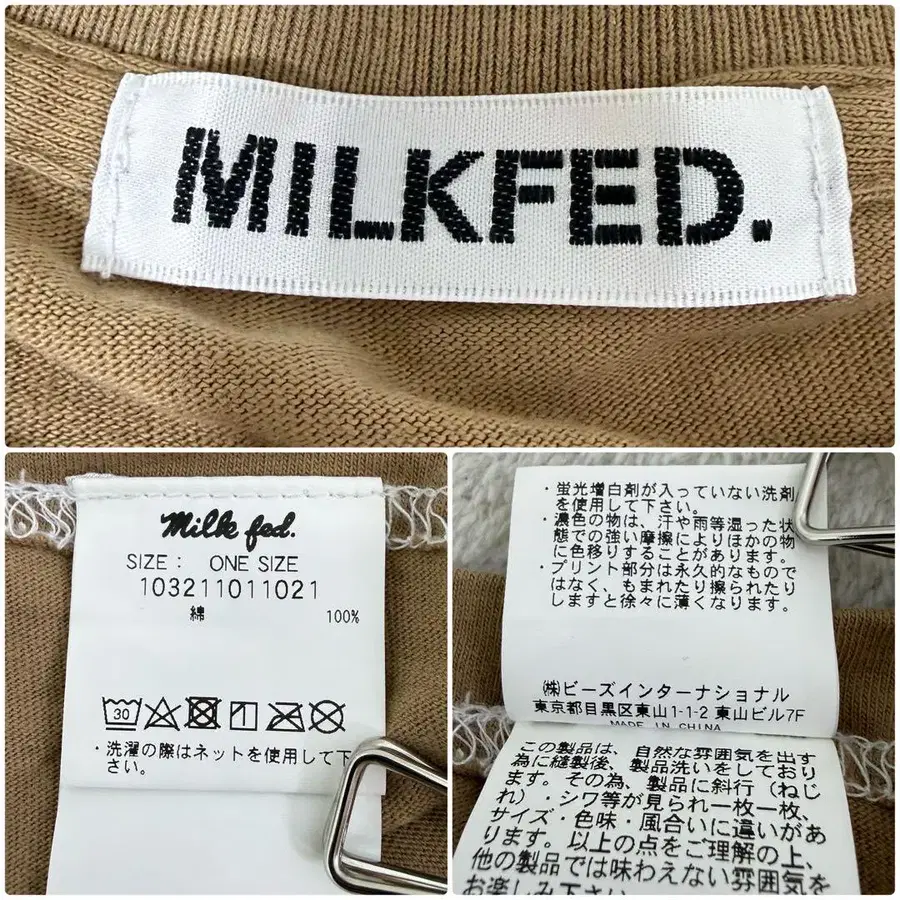 MILKFED.
Milk fed.
SIZE: ONE SIZE
103211011021
綿 100%
30
・洗濯の際はネットを使用して下
さい。
・蛍光増白剤が入っていない洗剤
を使用して下さい。
・濃色の物は、汗や雨等湿った状
態での強い摩擦によりほかの物
に色移りすることがあります。
・プリント部分は永久的なもので
はなく、もまれたり擦られたり
しますと徐々に薄くなります。
㈱ビーズインターナショナル
東京都目黒区東山1-1-2 東山ビル7F
MADE IN CHINA
この製品は、自然な雰囲気を出す
為に縫製後、製品洗いをしており
ます。その為、製品に斜行（ねじ
れ）・シワ等が見られ一枚一枚、
サイズ・色味・風合いに違いがあ
ります。以上の点をご理解の上、
他の製品では味わえない雰囲気を
お楽しみ下さい。